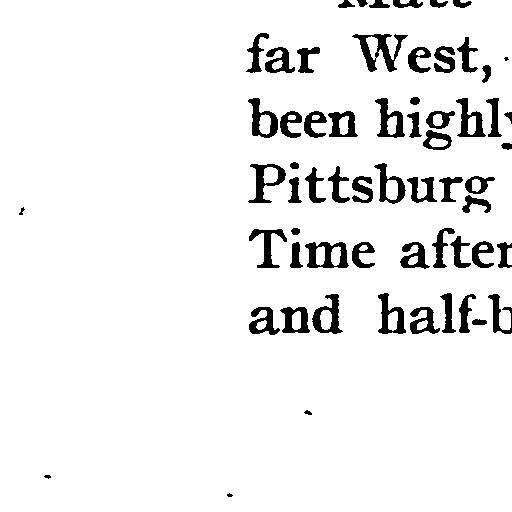 far West,
been highly
Pittsburg
Time after
and half-b